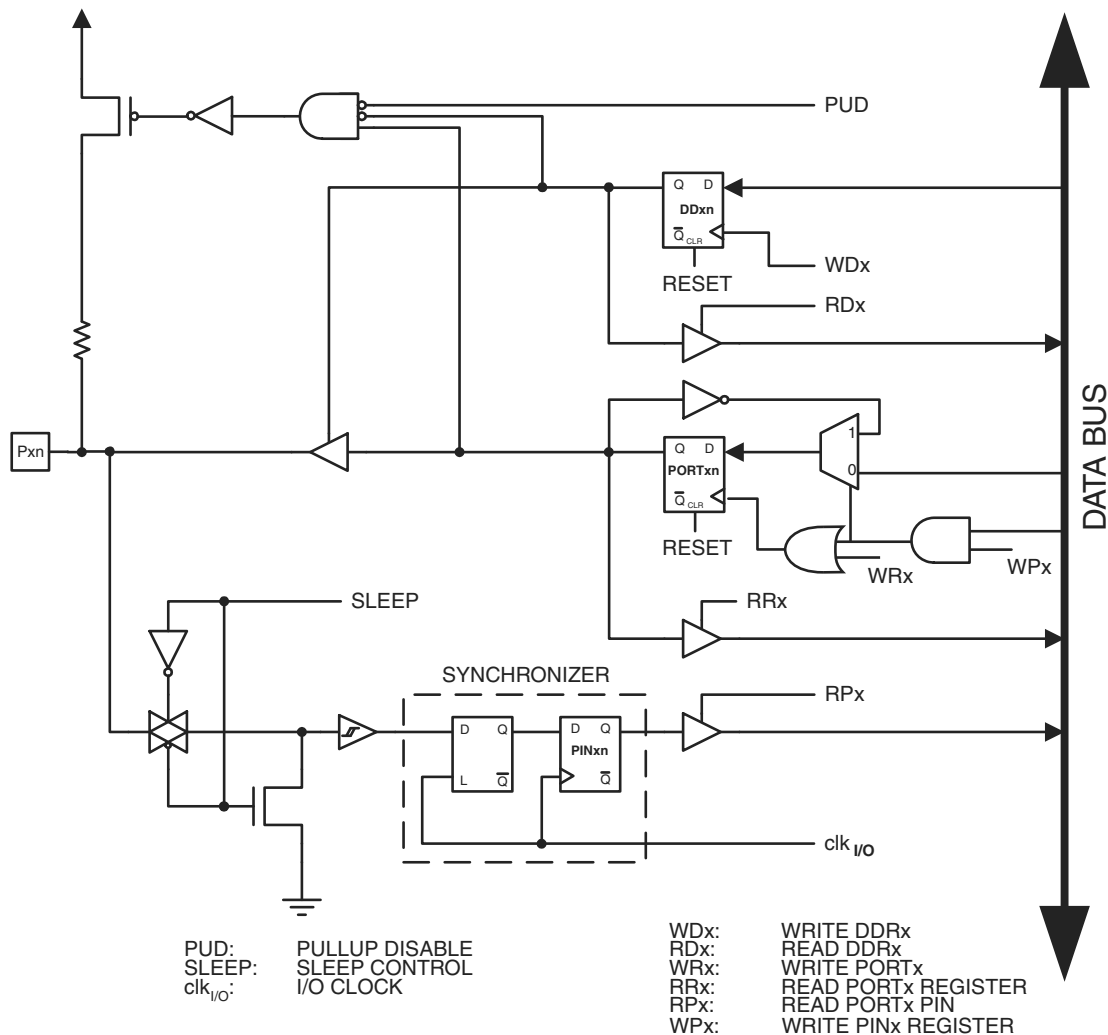 PUD
Q D
DDxn
Q̅ CLR
WDx
RESET
RDx
1
Pxn
Q D
PORTxn
0
Q̅ CLR
RESET
WRx
WPx
DATA BUS
SLEEP
RRx
SYNCHRONIZER
RPx
D Q
L Q̅
D Q
PINxn
Q̅
clk I/O
PUD: PULLUP DISABLE
SLEEP: SLEEP CONTROL
clkI/O: I/O CLOCK
WDx: WRITE DDRx
RDx: READ DDRx
WRx: WRITE PORTx
RRx: READ PORTx REGISTER
RPx: READ PORTx PIN
WPx: WRITE PINx REGISTER